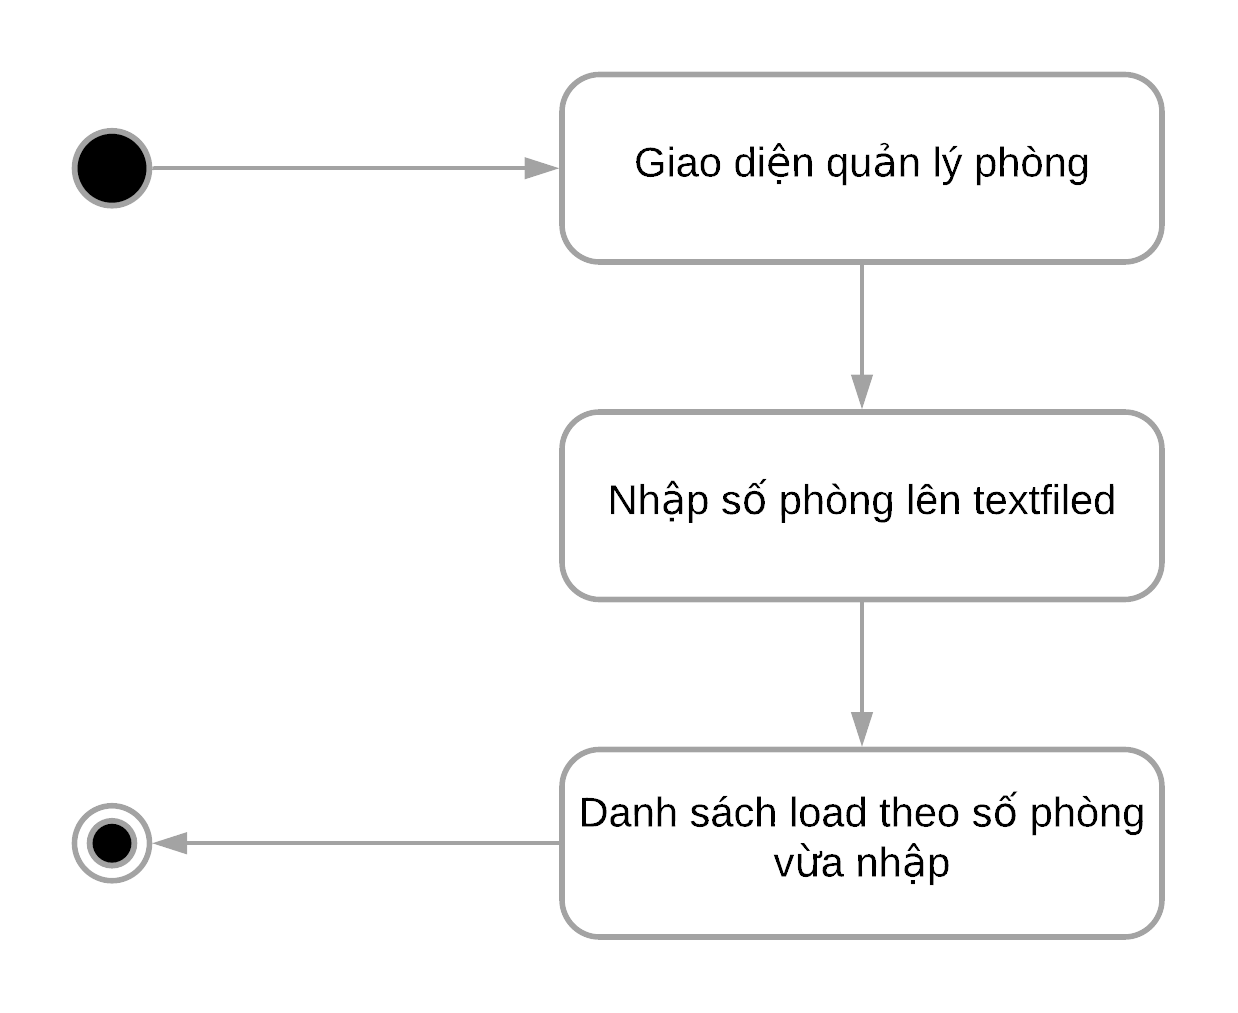 Giao diện quản lý phòng
Nhập số phòng lên textfiled
Danh sách load theo số phòng
vừa nhập